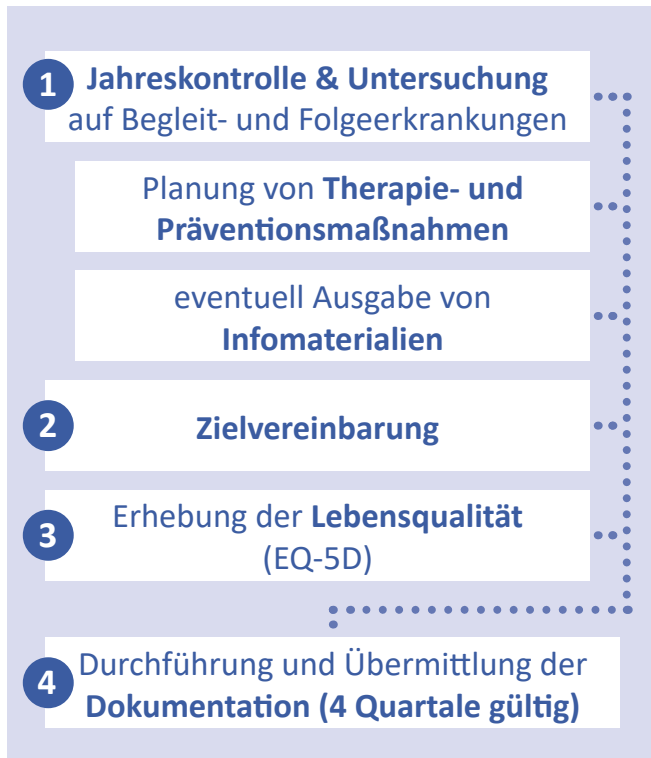 1 Jahreskontrolle & Untersuchung
auf Begleit- und Folgeerkrankungen
Planung von Therapie- und
Präventionsmaßnahmen
eventuell Ausgabe von
Infomaterialien
2 Zielvereinbarung
3 Erhebung der Lebensqualität
(EQ-5D)
4 Durchführung und Übermittlung der
Dokumentation (4 Quartale gültig)